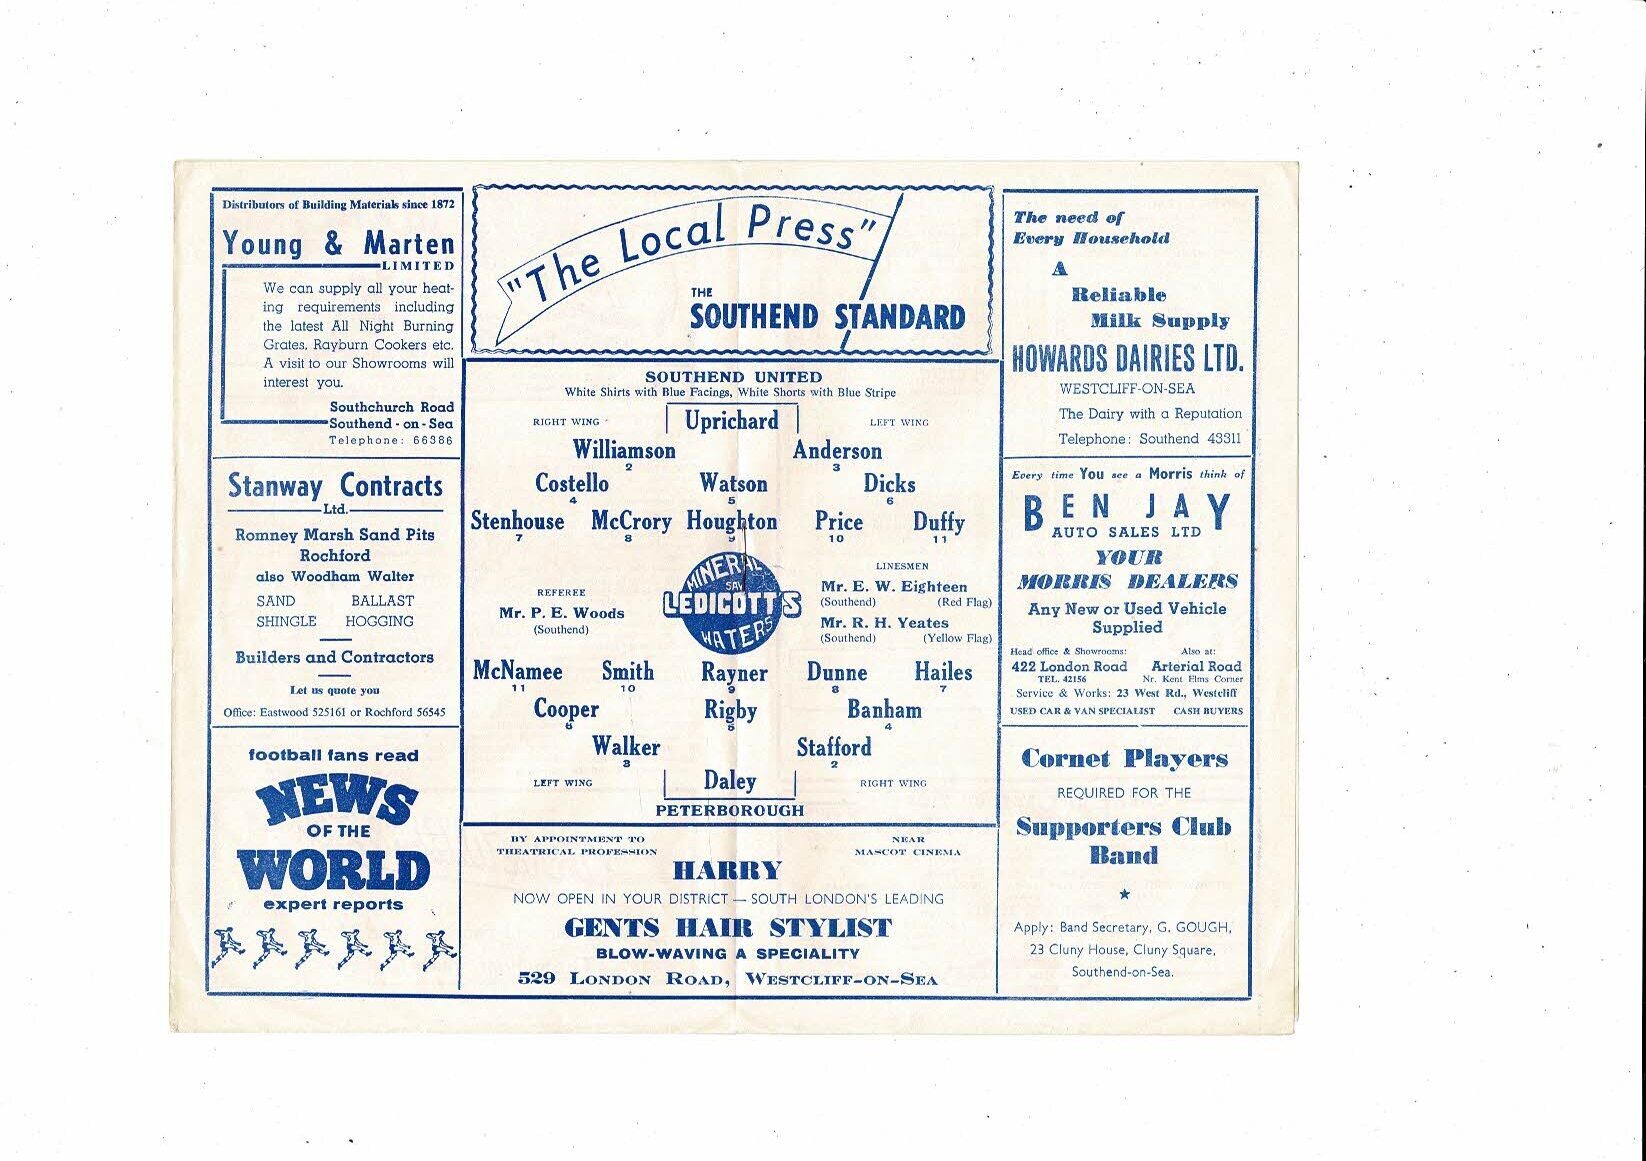 Distributors of Building Materials since 1872
Young & Marten
LIMITED
We can supply all your heat-
ing requirements including
the latest All Night Burning
Grates, Rayburn Cookers etc.
A visit to our Showrooms will
interest you.
Southchurch Road
Southend - on - Sea
Telephone: 66386
Stanway Contracts
Ltd.
Romney Marsh Sand Pits
Rochford
also Woodham Walter
SAND BALLAST
SHINGLE HOGGING
Builders and Contractors
Let us quote you
Office: Eastwood 525161 or Rochford 56545
football fans read
NEWS
OF THE
WORLD
expert reports
"The Local Press"
THE
SOUTHEND STANDARD
SOUTHEND UNITED
White Shirts with Blue Facings, White Shorts with Blue Stripe
RIGHT WING Uprichard LEFT WING
Williamson Anderson
2 3
Costello Watson Dicks
4 5 6
Stenhouse McCrory Houghton Price Duffy
7 8 9 10 11
REFEREE
Mr. P. E. Woods
(Southend)
MINERAL
LEDICOTT'S
WATERS
LINESMEN
Mr. E. W. Eighteen
(Southend) (Red Flag)
Mr. R. H. Yeates
(Southend) (Yellow Flag)
McNamee Smith Rayner Dunne Hailes
11 10 9 8 7
Cooper Rigby Banham
6 5 4
Walker Stafford
3 2
LEFT WING Daley RIGHT WING
PETERBOROUGH
BY APPOINTMENT TO
THEATRICAL PROFESSION
NEAR
MASCOT CINEMA
HARRY
NOW OPEN IN YOUR DISTRICT — SOUTH LONDON'S LEADING
GENTS HAIR STYLIST
BLOW-WAVING A SPECIALITY
529 LONDON ROAD, WESTCLIFF-ON-SEA
The need of
Every Household
A
Reliable
Milk Supply
HOWARDS DAIRIES LTD.
WESTCLIFF-ON-SEA
The Dairy with a Reputation
Telephone: Southend 43311
Every time You see a Morris think of
BEN JAY
AUTO SALES LTD
YOUR
MORRIS DEALERS
Any New or Used Vehicle
Supplied
Head office & Showrooms: Also at:
422 London Road Arterial Road
TEL. 42156 Nr. Kent Elms Corner
Service & Works: 23 West Rd., Westcliff
USED CAR & VAN SPECIALIST CASH BUYERS
Cornet Players
REQUIRED FOR THE
Supporters Club
Band
Apply: Band Secretary, G. GOUGH,
23 Cluny House, Cluny Square,
Southend-on-Sea.